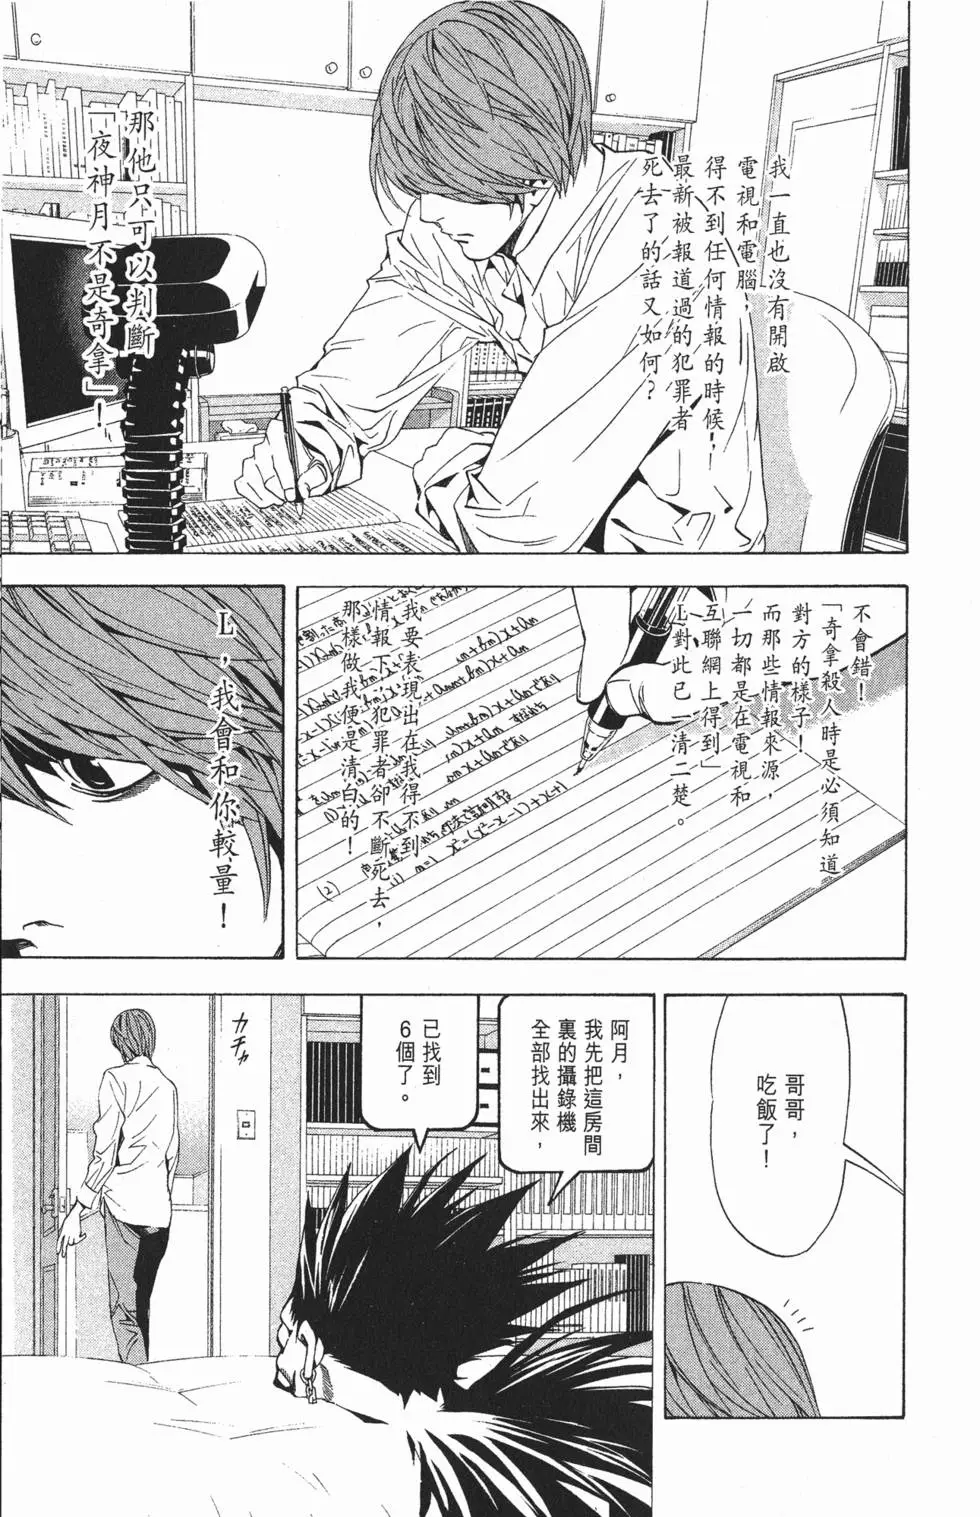 我一直也沒有開啟
電視和電腦，
得不到任何情報的時候，
最新被報道過的犯罪者
死去了的話又如何？
那他只可以判斷
「夜神月不是奇拿」！
不會錯！
「奇拿殺人時是必須知道
對方的樣子！
而那些情報來源，
一切都是在電視和
互聯網上得到」
L對此已一清二楚。
我要表現出在我得不到
情報下犯罪者卻不斷死去，
那樣做我便是清白的！
(2)
x²=(x²-x-1)+x+1
L，我會和你較量！
哥哥，
吃飯了！
阿月，
我先把這房間
裏的攝錄機
全部找出來，
已找到
6個了。
カチャ